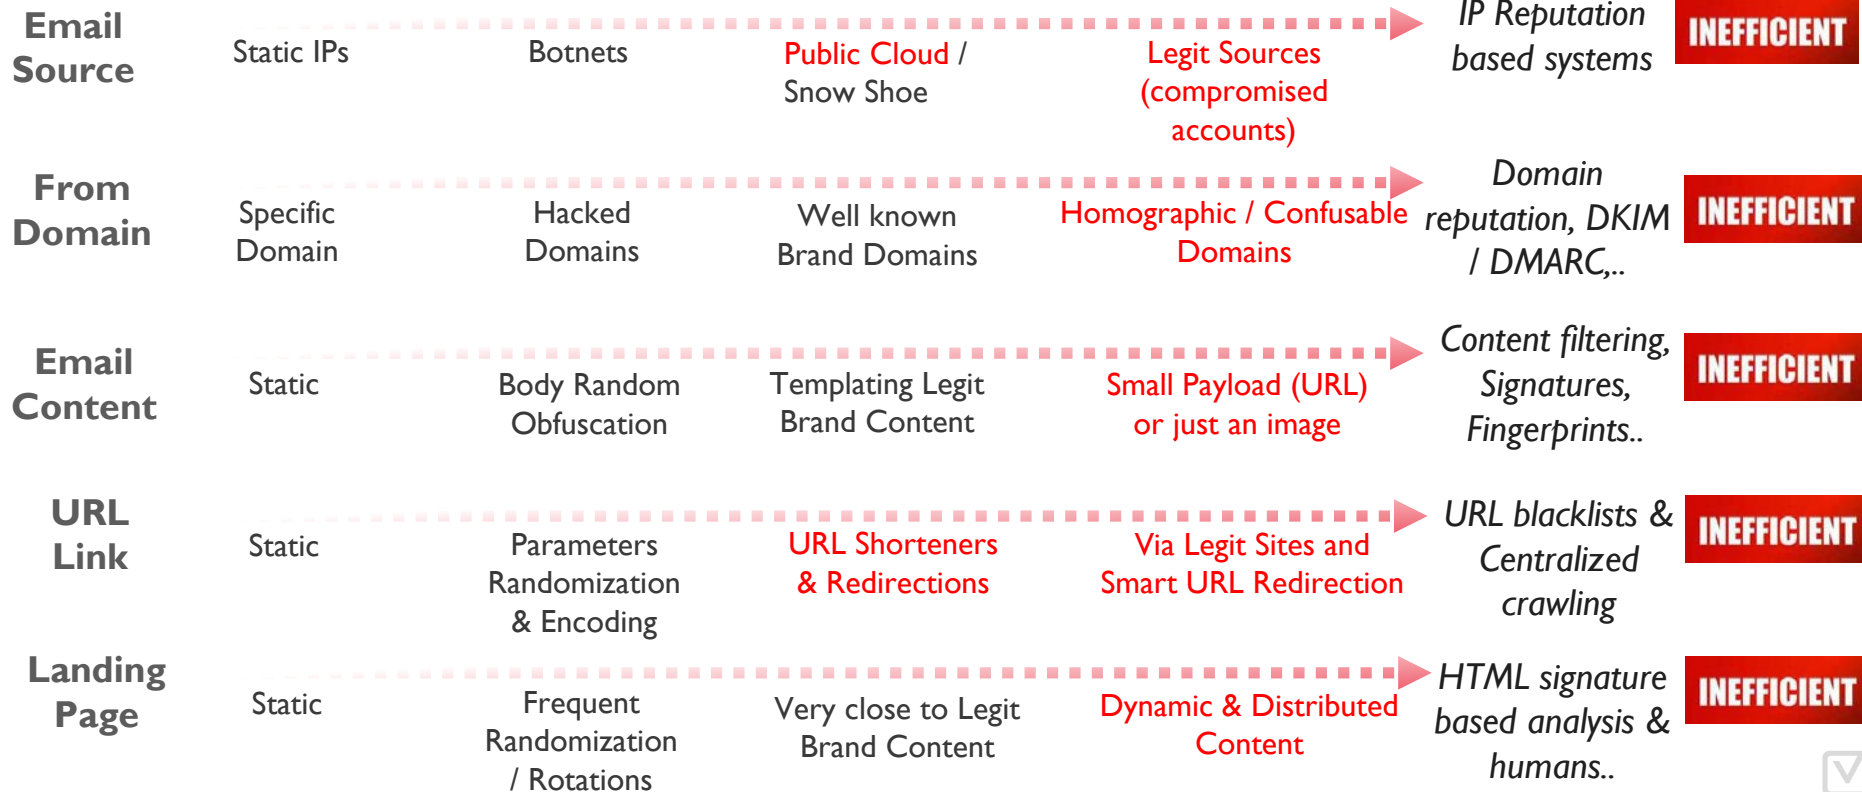 Email
Source
Static IPs
Botnets
Public Cloud /
Snow Shoe
Legit Sources
(compromised
accounts)
IP Reputation
based systems
INEFFICIENT
From
Domain
Specific
Domain
Hacked
Domains
Well known
Brand Domains
Homographic / Confusable
Domains
Domain
reputation, DKIM
/ DMARC,..
INEFFICIENT
Email
Content
Static
Body Random
Obfuscation
Templating Legit
Brand Content
Small Payload (URL)
or just an image
Content filtering,
Signatures,
Fingerprints..
INEFFICIENT
URL
Link
Static
Parameters
Randomization
& Encoding
URL Shorteners
& Redirections
Via Legit Sites and
Smart URL Redirection
URL blacklists &
Centralized
crawling
INEFFICIENT
Landing
Page
Static
Frequent
Randomization
/ Rotations
Very close to Legit
Brand Content
Dynamic & Distributed
Content
HTML signature
based analysis &
humans..
INEFFICIENT